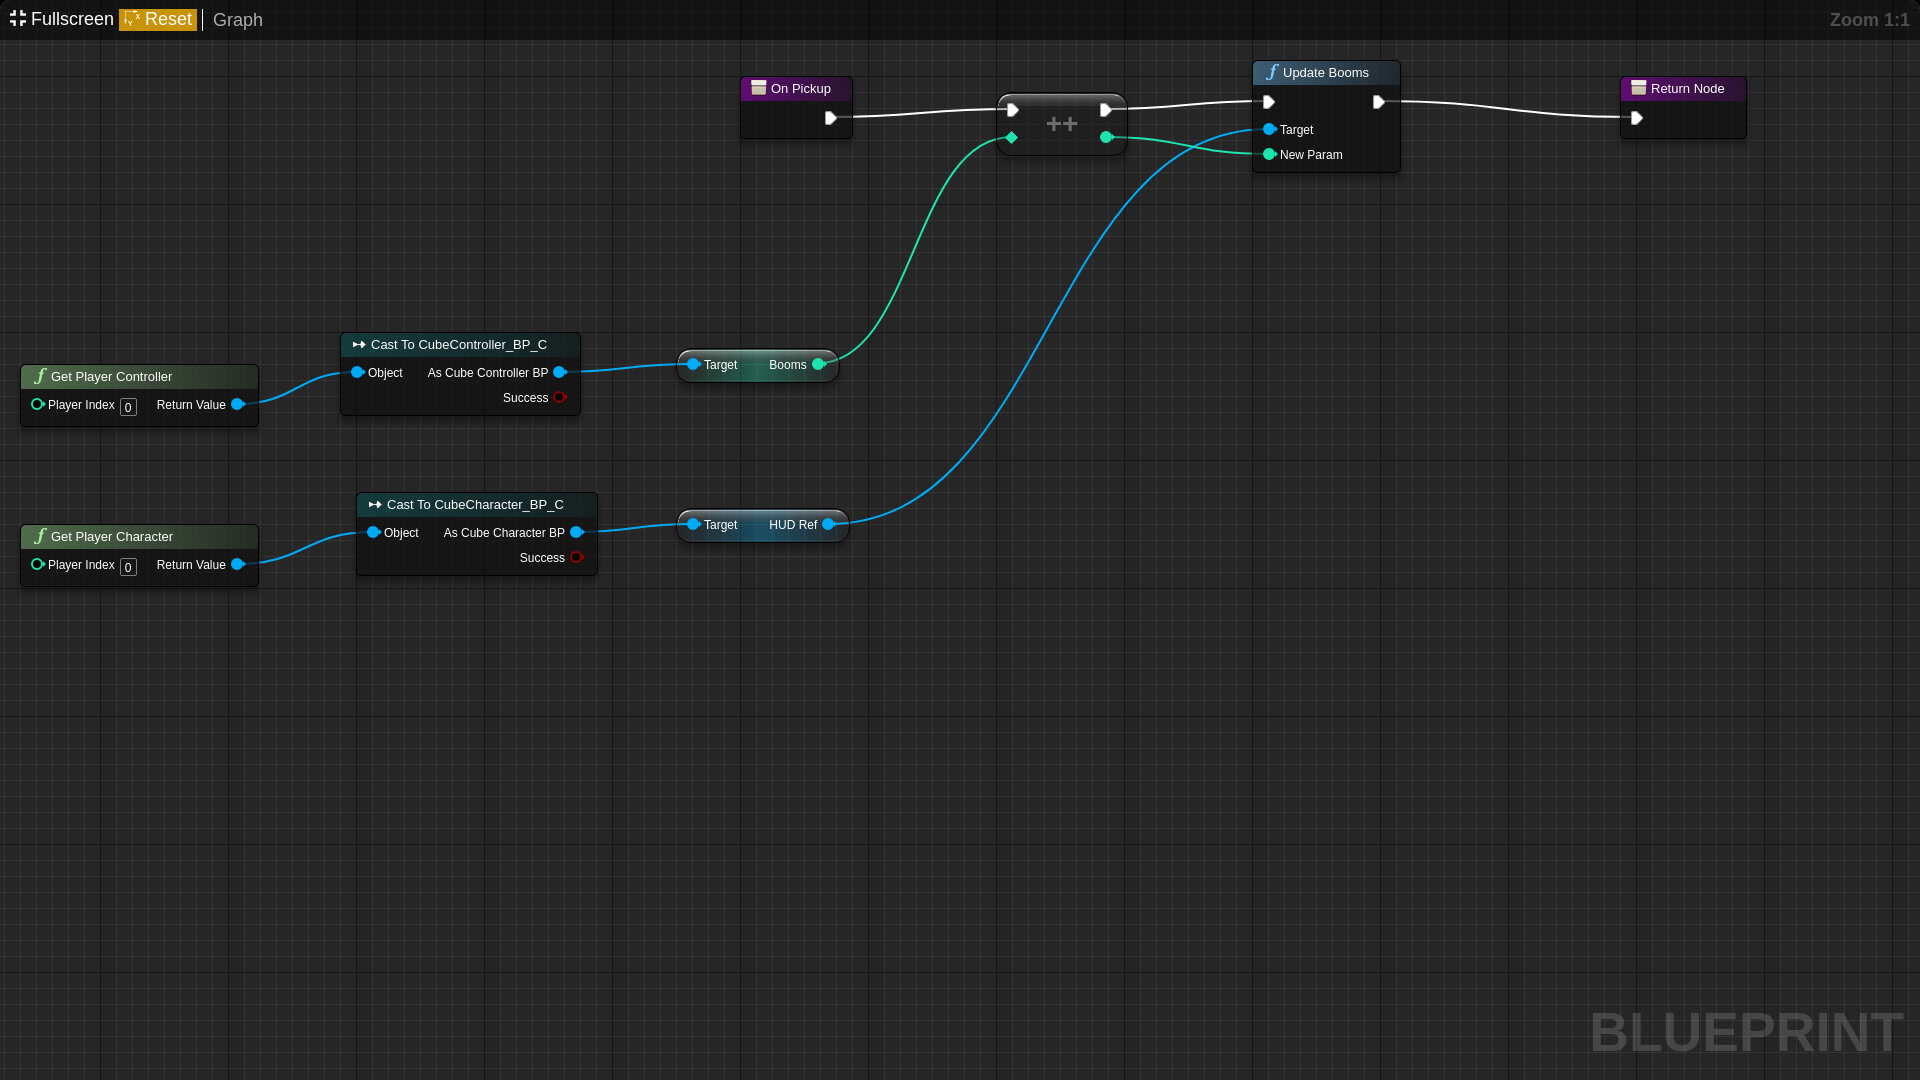 Fullscreen Reset Graph
Zoom 1:1
On Pickup
++
Update Booms
Target
New Param
Return Node
Cast To CubeController_BP_C
Object As Cube Controller BP
Success
Get Player Controller
Player Index 0 Return Value
Target Booms
Cast To CubeCharacter_BP_C
Object As Cube Character BP
Success
Get Player Character
Player Index 0 Return Value
Target HUD Ref
BLUEPRINT